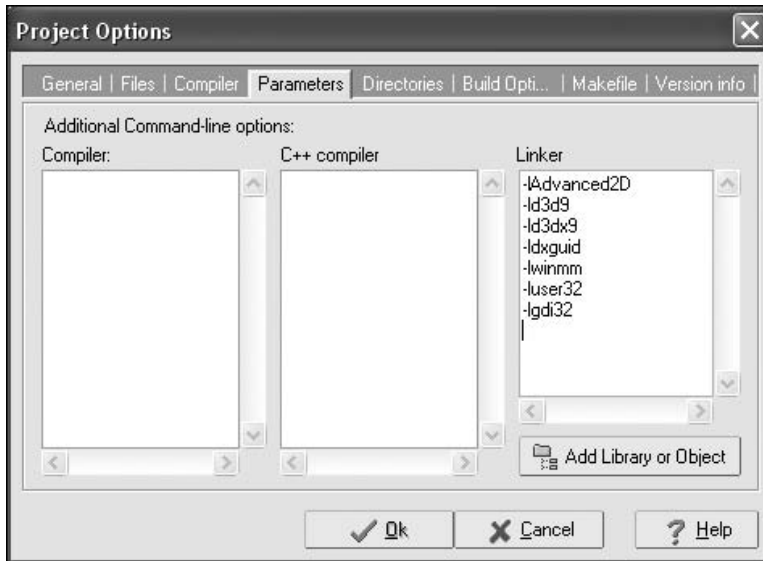 Project Options
General | Files | Compiler | Parameters | Directories | Build Opti... | Makefile | Version info |
Additional Command-line options:
Compiler:
C++ compiler
Linker
-lAdvanced2D
-ld3d9
-ld3dx9
-ldxguid
-lwinmm
-luser32
-lgdi32
Add Library or Object
Ok
Cancel
Help